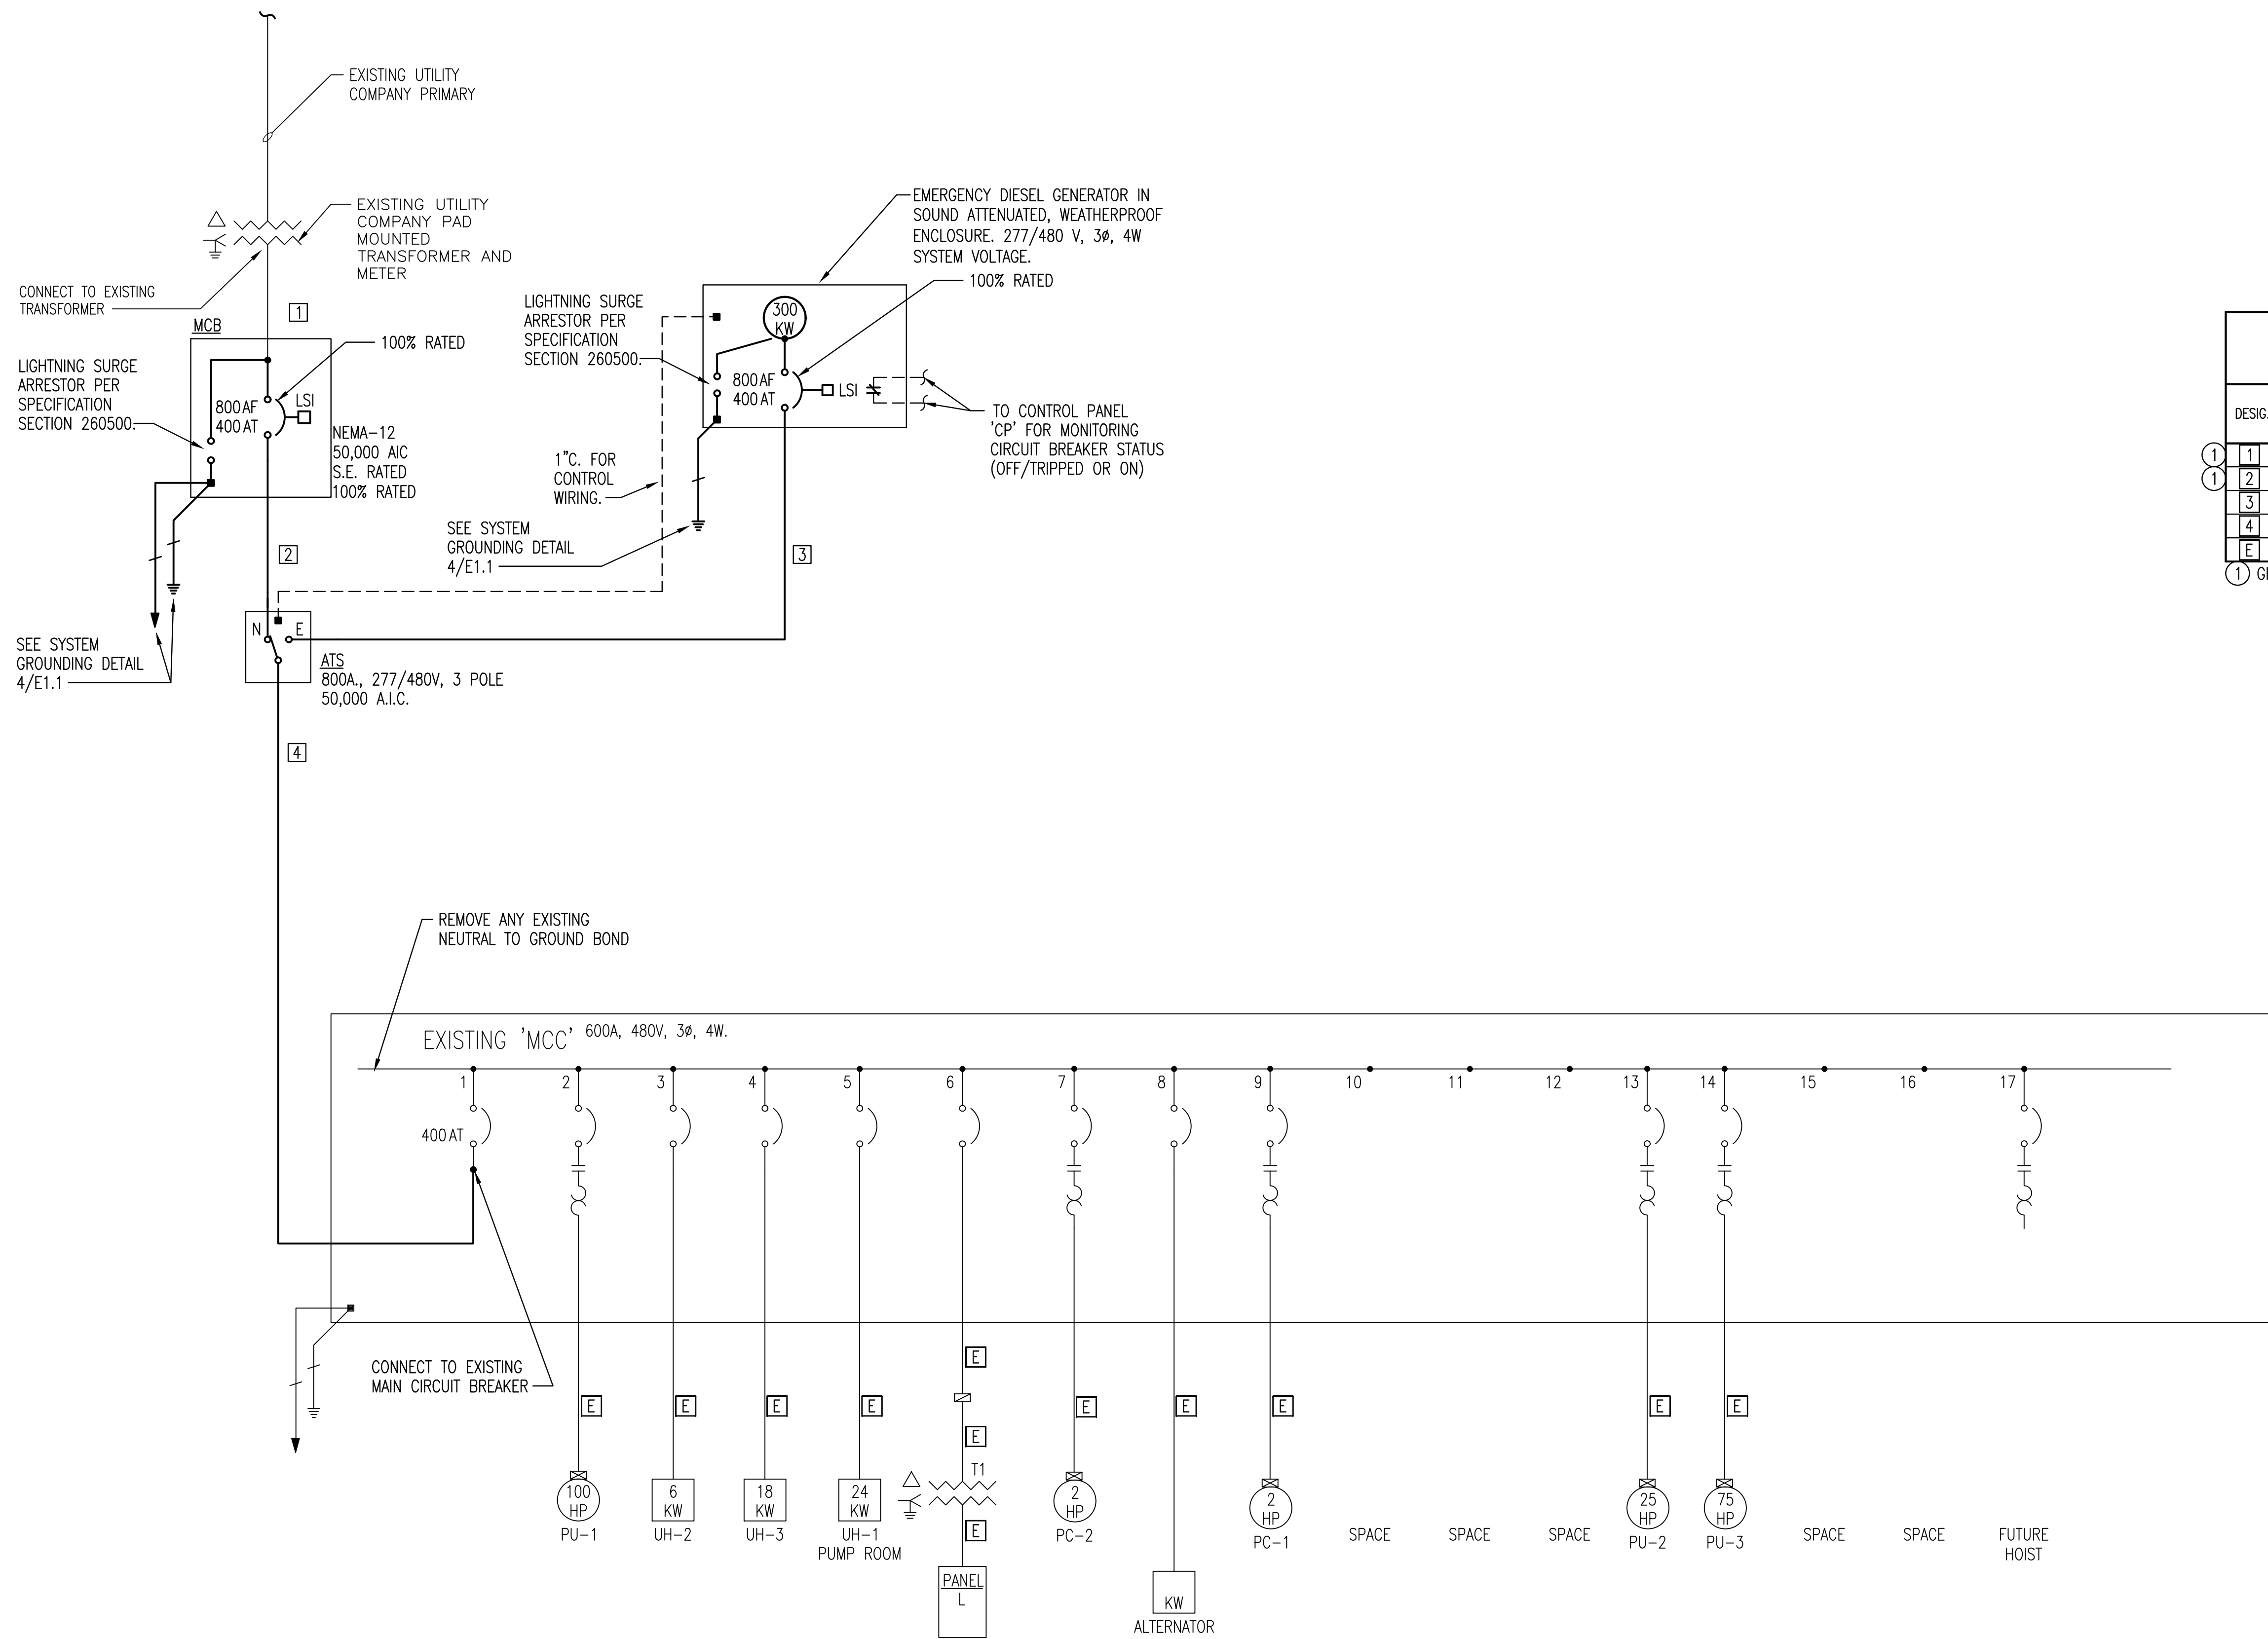 EXISTING UTILITY
COMPANY PRIMARY
EXISTING UTILITY
COMPANY PAD
MOUNTED
TRANSFORMER AND
METER
CONNECT TO EXISTING
TRANSFORMER
1
MCB
100% RATED
LIGHTNING SURGE
ARRESTOR PER
SPECIFICATION
SECTION 260500.
800AF
400AT
LSI
NEMA-12
50,000 AIC
S.E. RATED
100% RATED
2
SEE SYSTEM
GROUNDING DETAIL
4/E1.1
N
E
ATS
800A., 277/480V, 3 POLE
50,000 A.I.C.
4
EMERGENCY DIESEL GENERATOR IN
SOUND ATTENUATED, WEATHERPROOF
ENCLOSURE. 277/480 V, 3ø, 4W
SYSTEM VOLTAGE.
100% RATED
LIGHTNING SURGE
ARRESTOR PER
SPECIFICATION
SECTION 260500.
300
KW
800AF
400AT
LSI
TO CONTROL PANEL
'CP' FOR MONITORING
CIRCUIT BREAKER STATUS
(OFF/TRIPPED OR ON)
1"C. FOR
CONTROL
WIRING.
SEE SYSTEM
GROUNDING DETAIL
4/E1.1
3
DESIG.
1 1
1 2
3
4
E
1
REMOVE ANY EXISTING
NEUTRAL TO GROUND BOND
EXISTING 'MCC' 600A, 480V, 3ø, 4W.
1 2 3 4 5 6 7 8 9 10 11 12 13 14 15 16 17
400AT
CONNECT TO EXISTING
MAIN CIRCUIT BREAKER
E
E E E E E E E E E
E
T1
E
100
HP
PU-1
6
KW
UH-2
18
KW
UH-3
24
KW
UH-1
PUMP ROOM
PANEL
L
2
HP
PC-2
KW
ALTERNATOR
2
HP
PC-1
SPACE
SPACE
SPACE
25
HP
PU-2
75
HP
PU-3
SPACE
SPACE
FUTURE
HOIST